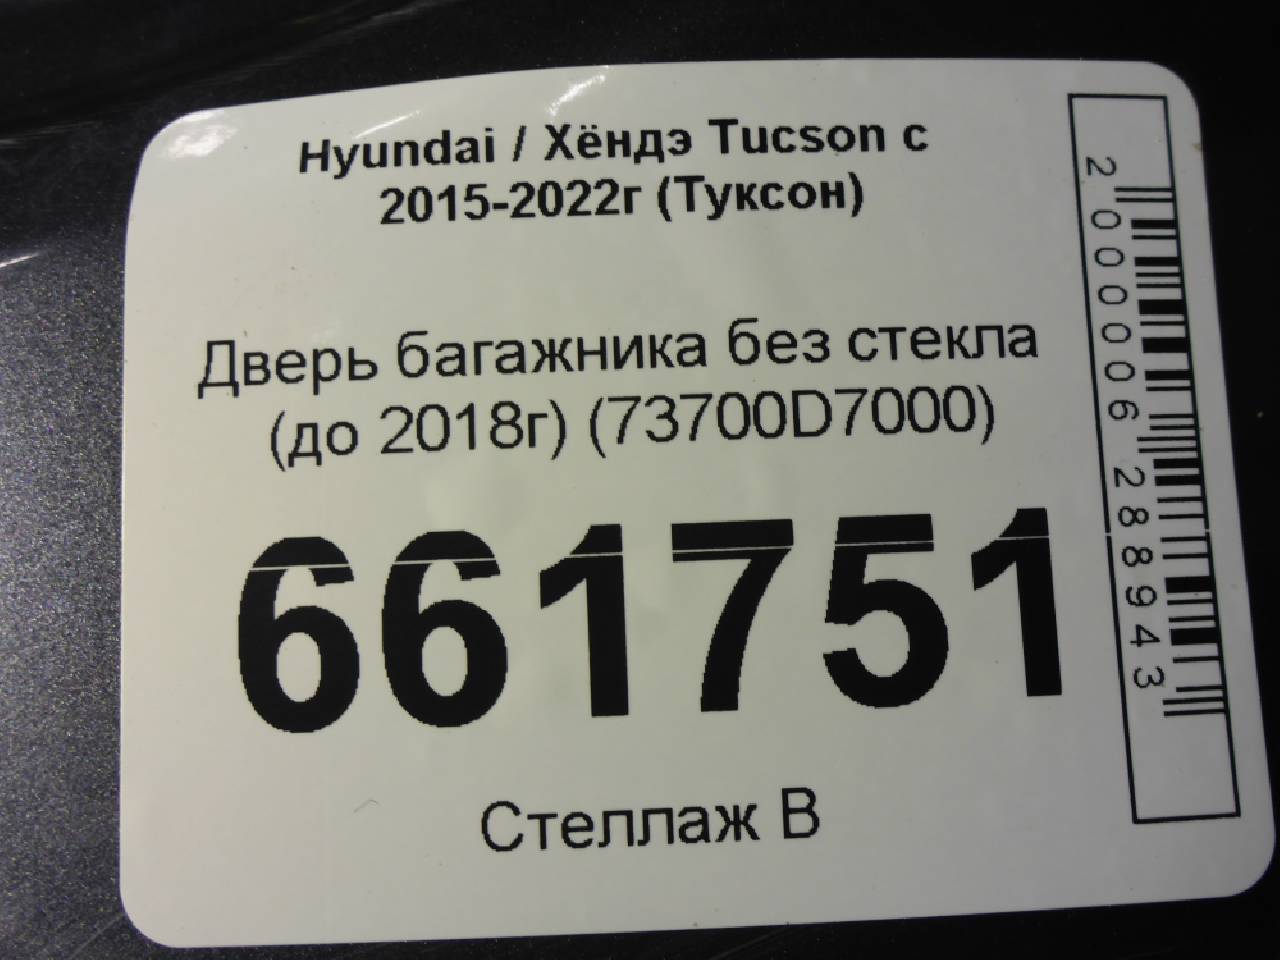 Hyundai / Хёндэ Tucson с
2015-2022г (Туксон)
Дверь багажника без стекла
(до 2018г) (73700D7000)
661751
Стеллаж В
2000006288943